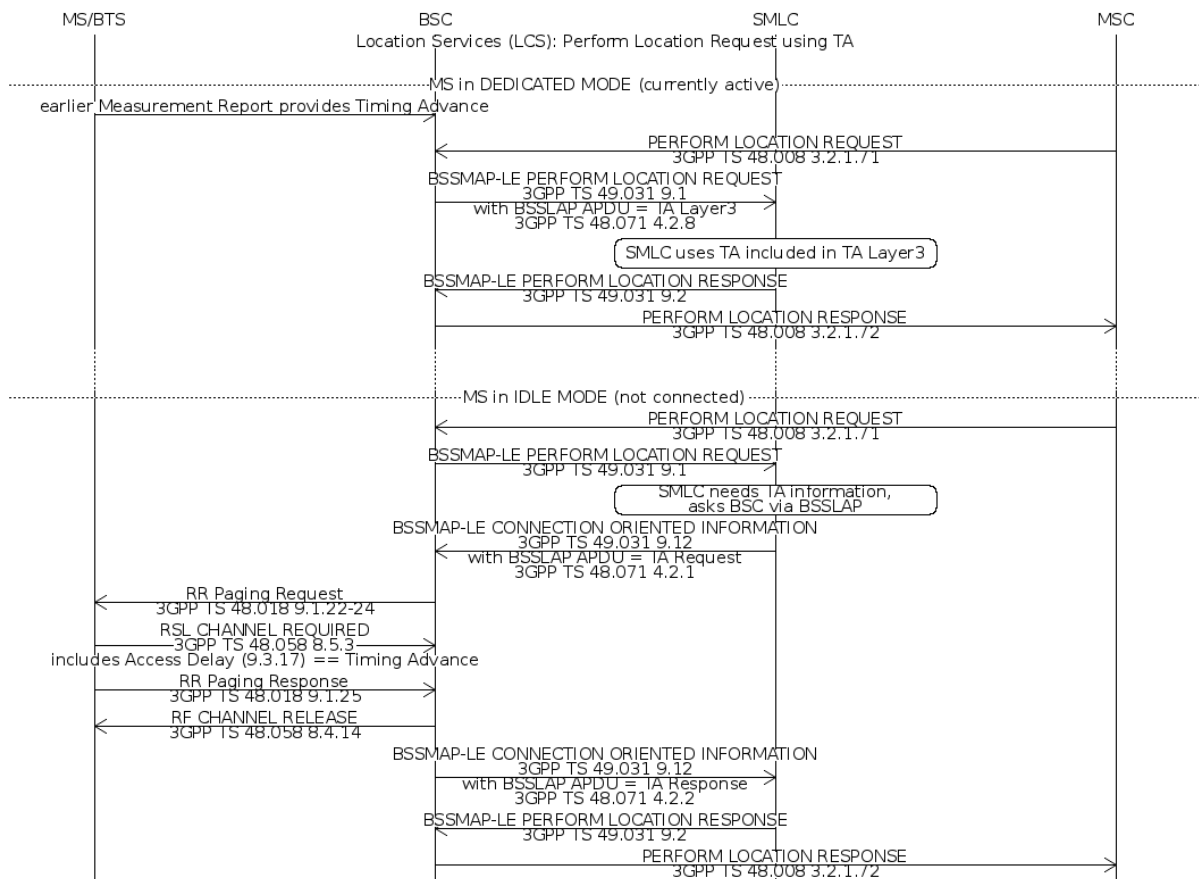 MS/BTS BSC SMLC MSC
Location Services (LCS): Perform Location Request using TA
MS in DEDICATED MODE (currently active)
earlier Measurement Report provides Timing Advance
PERFORM LOCATION REQUEST
3GPP TS 48.008 3.2.1.71
BSSMAP-LE PERFORM LOCATION REQUEST
3GPP TS 49.031 9.1
with BSSLAP APDU = TA Layer3
3GPP TS 48.071 4.2.8
SMLC uses TA included in TA Layer3
BSSMAP-LE PERFORM LOCATION RESPONSE
3GPP TS 49.031 9.2
PERFORM LOCATION RESPONSE
3GPP TS 48.008 3.2.1.72
MS in IDLE MODE (not connected)
PERFORM LOCATION REQUEST
3GPP TS 48.008 3.2.1.71
BSSMAP-LE PERFORM LOCATION REQUEST
3GPP TS 49.031 9.1
SMLC needs TA information,
asks BSC via BSSLAP
BSSMAP-LE CONNECTION ORIENTED INFORMATION
3GPP TS 49.031 9.12
with BSSLAP APDU = TA Request
3GPP TS 48.071 4.2.1
RR Paging Request
3GPP TS 48.018 9.1.22-24
RSL CHANNEL REQUIRED
3GPP TS 48.058 8.5.3
includes Access Delay (9.3.17) == Timing Advance
RR Paging Response
3GPP TS 48.018 9.1.25
RF CHANNEL RELEASE
3GPP TS 48.058 8.4.14
BSSMAP-LE CONNECTION ORIENTED INFORMATION
3GPP TS 49.031 9.12
with BSSLAP APDU = TA Response
3GPP TS 48.071 4.2.2
BSSMAP-LE PERFORM LOCATION RESPONSE
3GPP TS 49.031 9.2
PERFORM LOCATION RESPONSE
3GPP TS 48.008 3.2.1.72